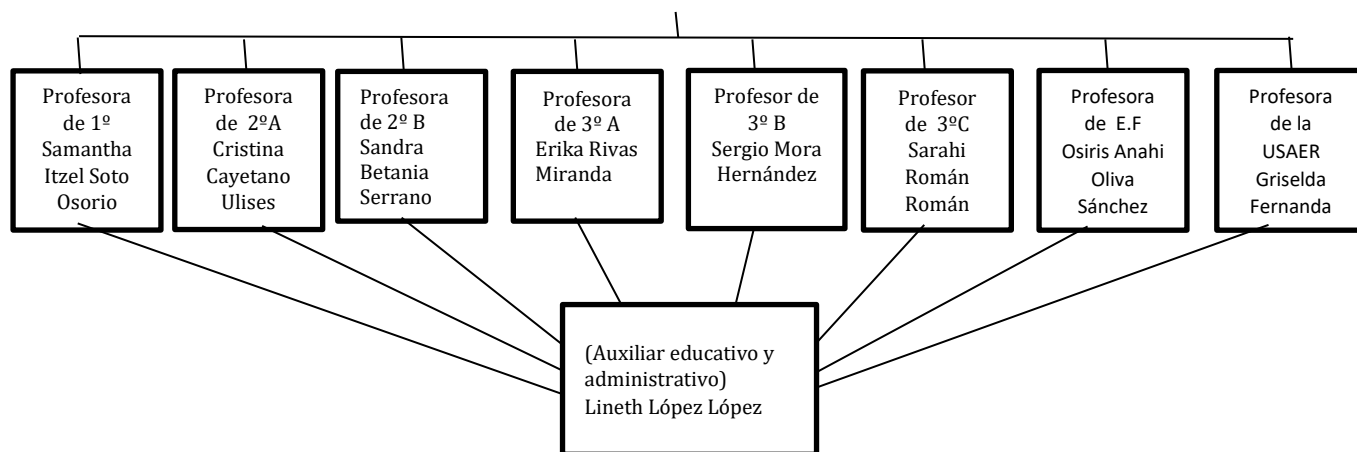 Profesora
de 1º
Samantha
Itzel Soto
Osorio
Profesora
de 2ºA
Cristina
Cayetano
Ulises
Profesora
de 2º B
Sandra
Betania
Serrano
Profesora
de 3º A
Erika Rivas
Miranda
Profesor de
3º B
Sergio Mora
Hernández
Profesor
de 3ºC
Sarahi
Román
Román
Profesora
de E.F
Osiris Anahi
Oliva
Sánchez
Profesora
de la
USAER
Griselda
Fernanda
(Auxiliar educativo y
administrativo)
Lineth López López